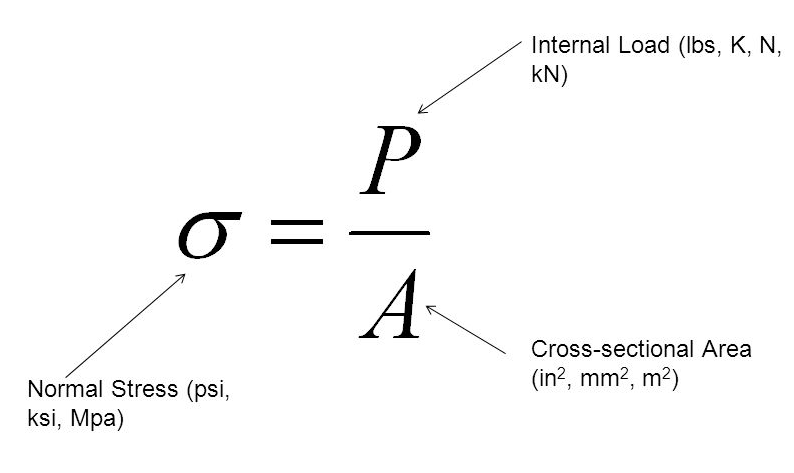 Internal Load (lbs, K, N,
kN)
σ = P
A
Cross-sectional Area
(in², mm², m²)
Normal Stress (psi,
ksi, Mpa)